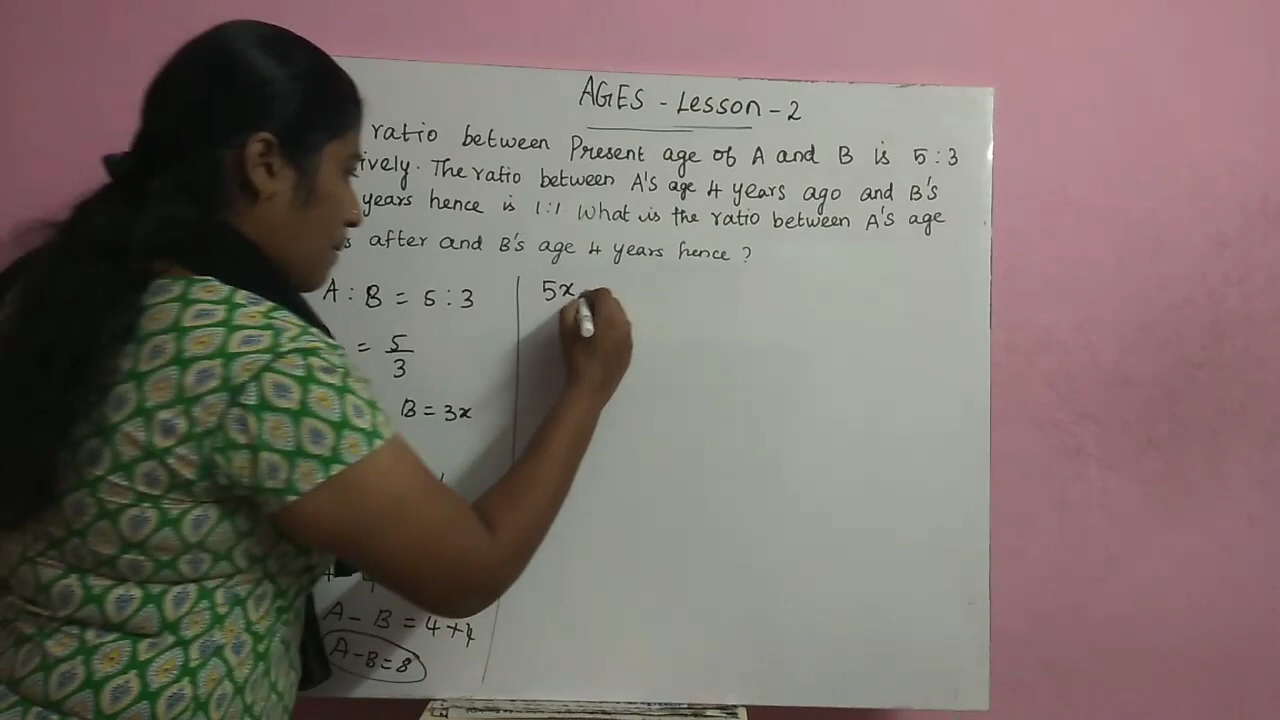 AGES - Lesson - 2
ratio between Present age of A and B is 5 : 3
ively. The ratio between A's age 4 years ago and B's
years hence is 1:1. What is the ratio between A's age
s after and B's age 4 years hence ?
A : B = 5 : 3
= 5/3
B = 3x
A - B = 4 + 4
A - B = 8
5x